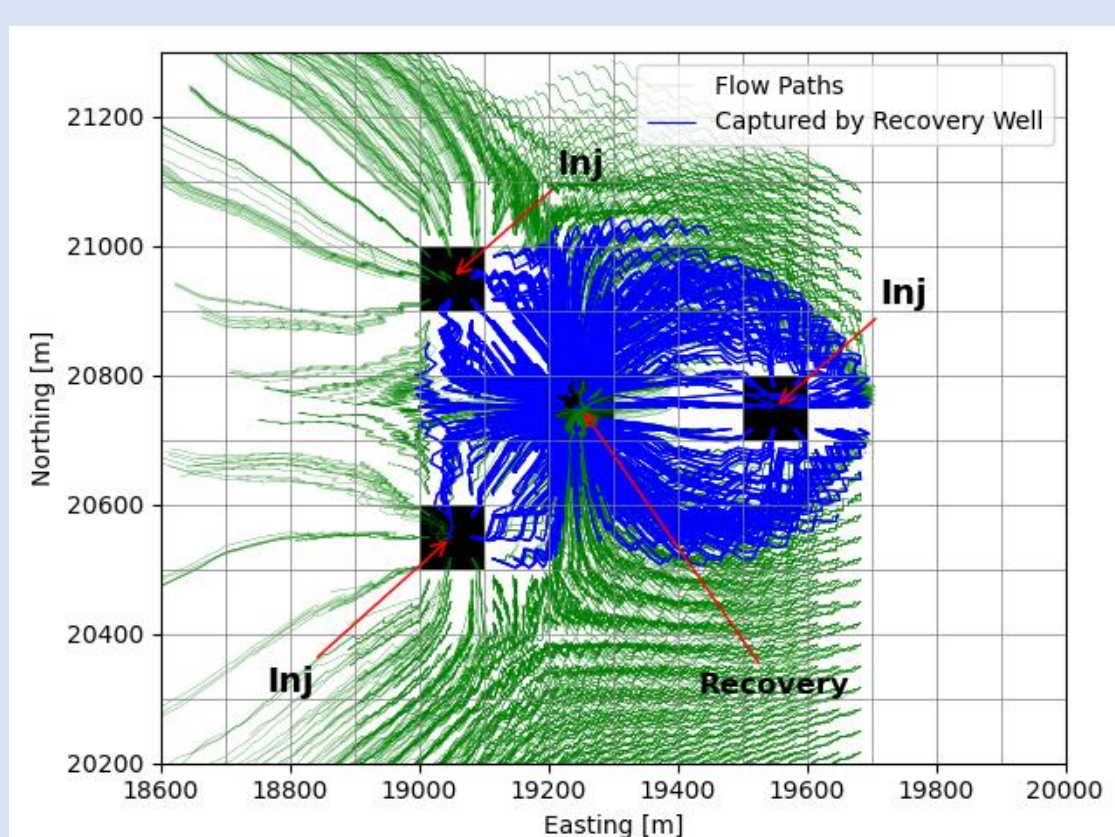 Flow Paths
Captured by Recovery Well
Inj
Inj
Inj
Recovery
Northing [m]
21200
21000
20800
20600
20400
20200
18600 18800 19000 19200 19400 19600 19800 20000
Easting [m]